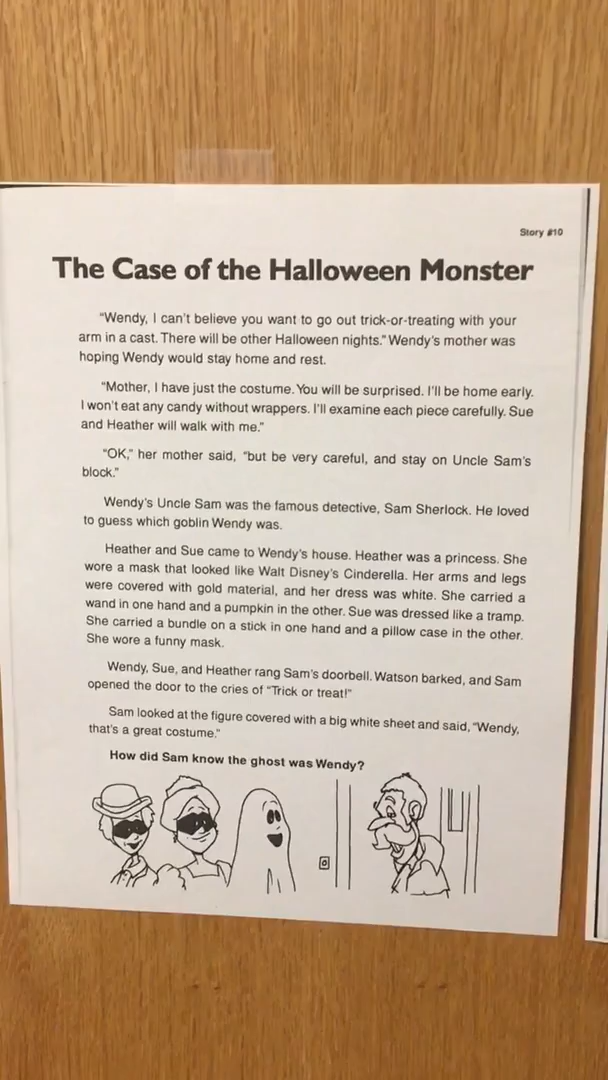 Story #10
The Case of the Halloween Monster
"Wendy, I can't believe you want to go out trick-or-treating with your
arm in a cast. There will be other Halloween nights." Wendy's mother was
hoping Wendy would stay home and rest.
"Mother, I have just the costume. You will be surprised. I'll be home early.
I won't eat any candy without wrappers. I'll examine each piece carefully. Sue
and Heather will walk with me."
"OK," her mother said, "but be very careful, and stay on Uncle Sam's
block."
Wendy's Uncle Sam was the famous detective, Sam Sherlock. He loved
to guess which goblin Wendy was.
Heather and Sue came to Wendy's house. Heather was a princess. She
wore a mask that looked like Walt Disney's Cinderella. Her arms and legs
were covered with gold material, and her dress was white. She carried a
wand in one hand and a pumpkin in the other. Sue was dressed like a tramp.
She carried a bundle on a stick in one hand and a pillow case in the other.
She wore a funny mask.
Wendy, Sue, and Heather rang Sam's doorbell. Watson barked, and Sam
opened the door to the cries of "Trick or treat!"
Sam looked at the figure covered with a big white sheet and said, "Wendy,
that's a great costume."
How did Sam know the ghost was Wendy?